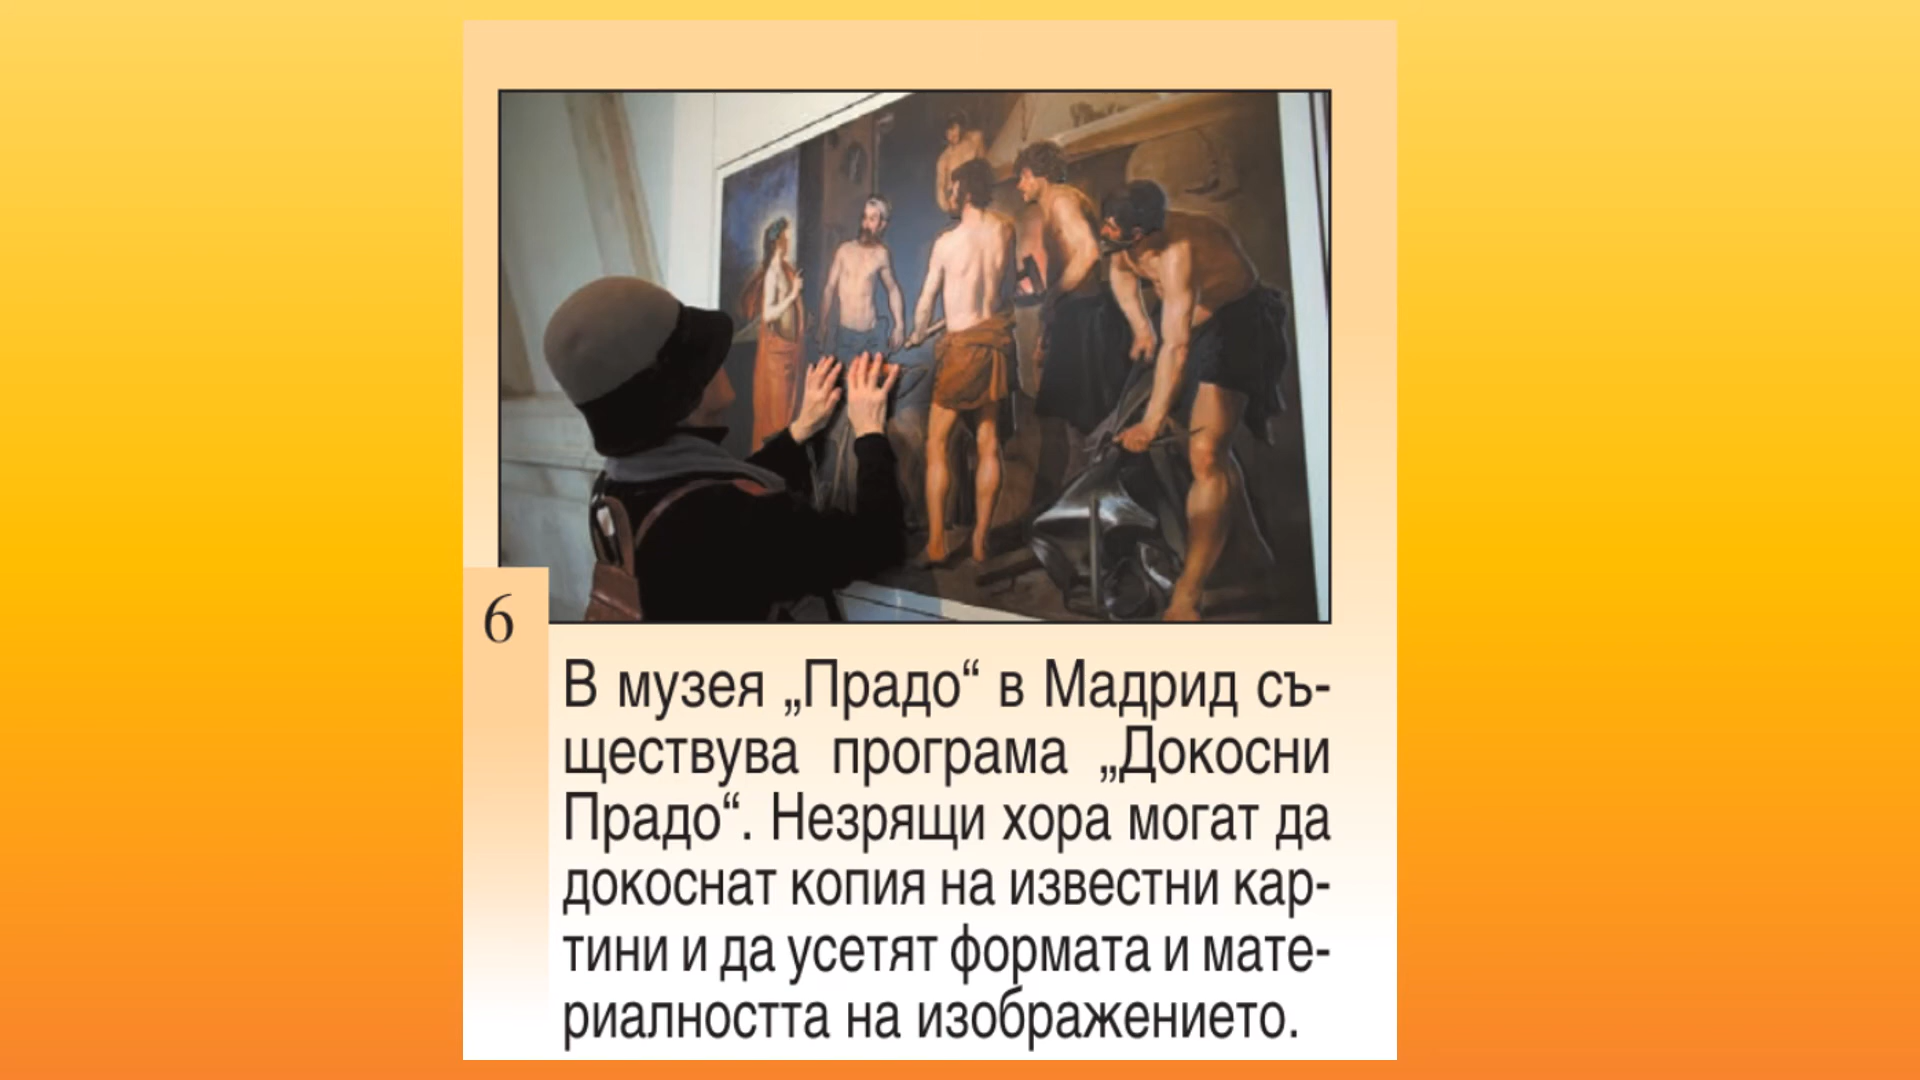 6
В музея „Прадо“ в Мадрид съ-
ществува програма „Докосни
Прадо“. Незрящи хора могат да
докоснат копия на известни кар-
тини и да усетят формата и мате-
риалността на изображението.